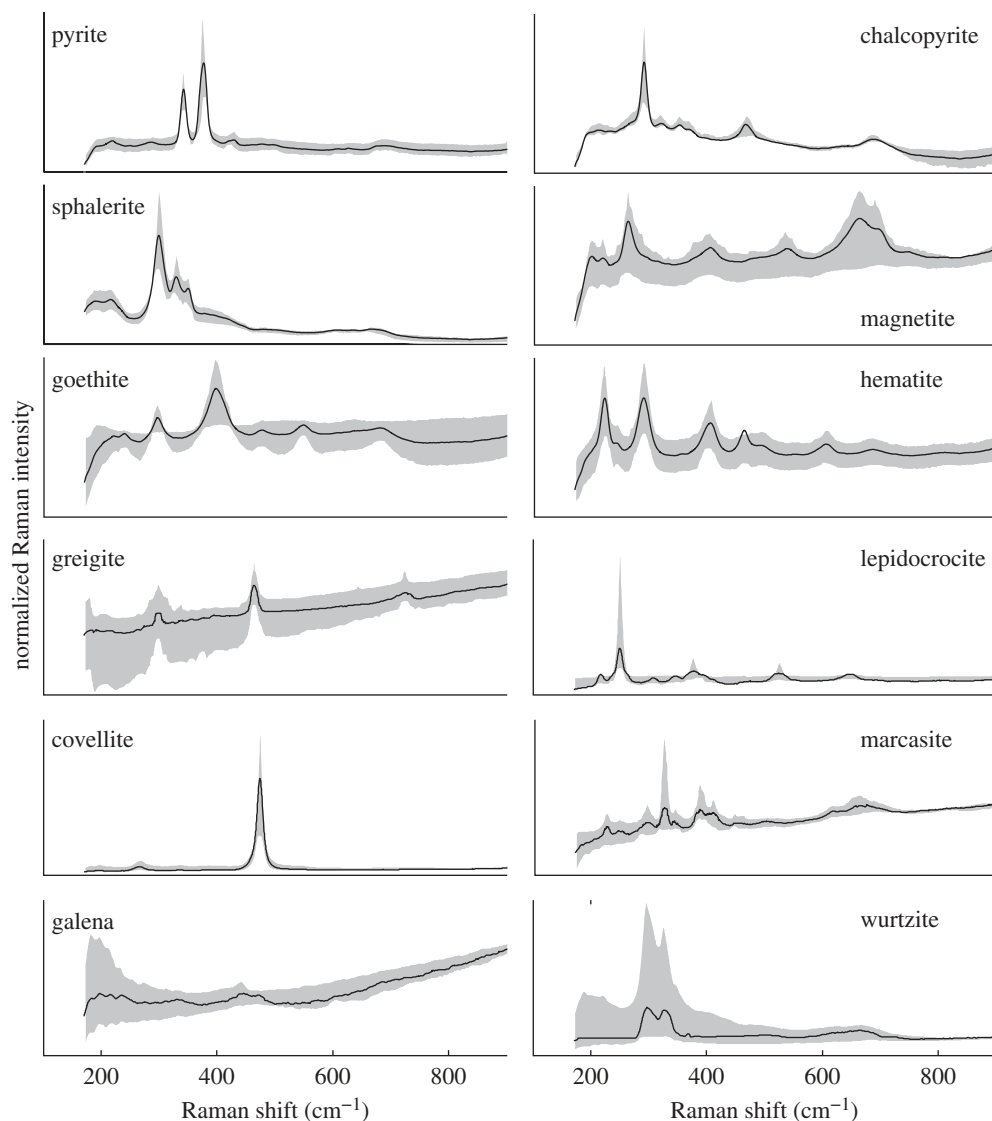 pyrite
chalcopyrite
sphalerite
magnetite
goethite
hematite
greigite
lepidocrocite
covellite
marcasite
galena
wurtzite
normalized Raman intensity
200 400 600 800
200 400 600 800
Raman shift (cm⁻¹)
Raman shift (cm⁻¹)